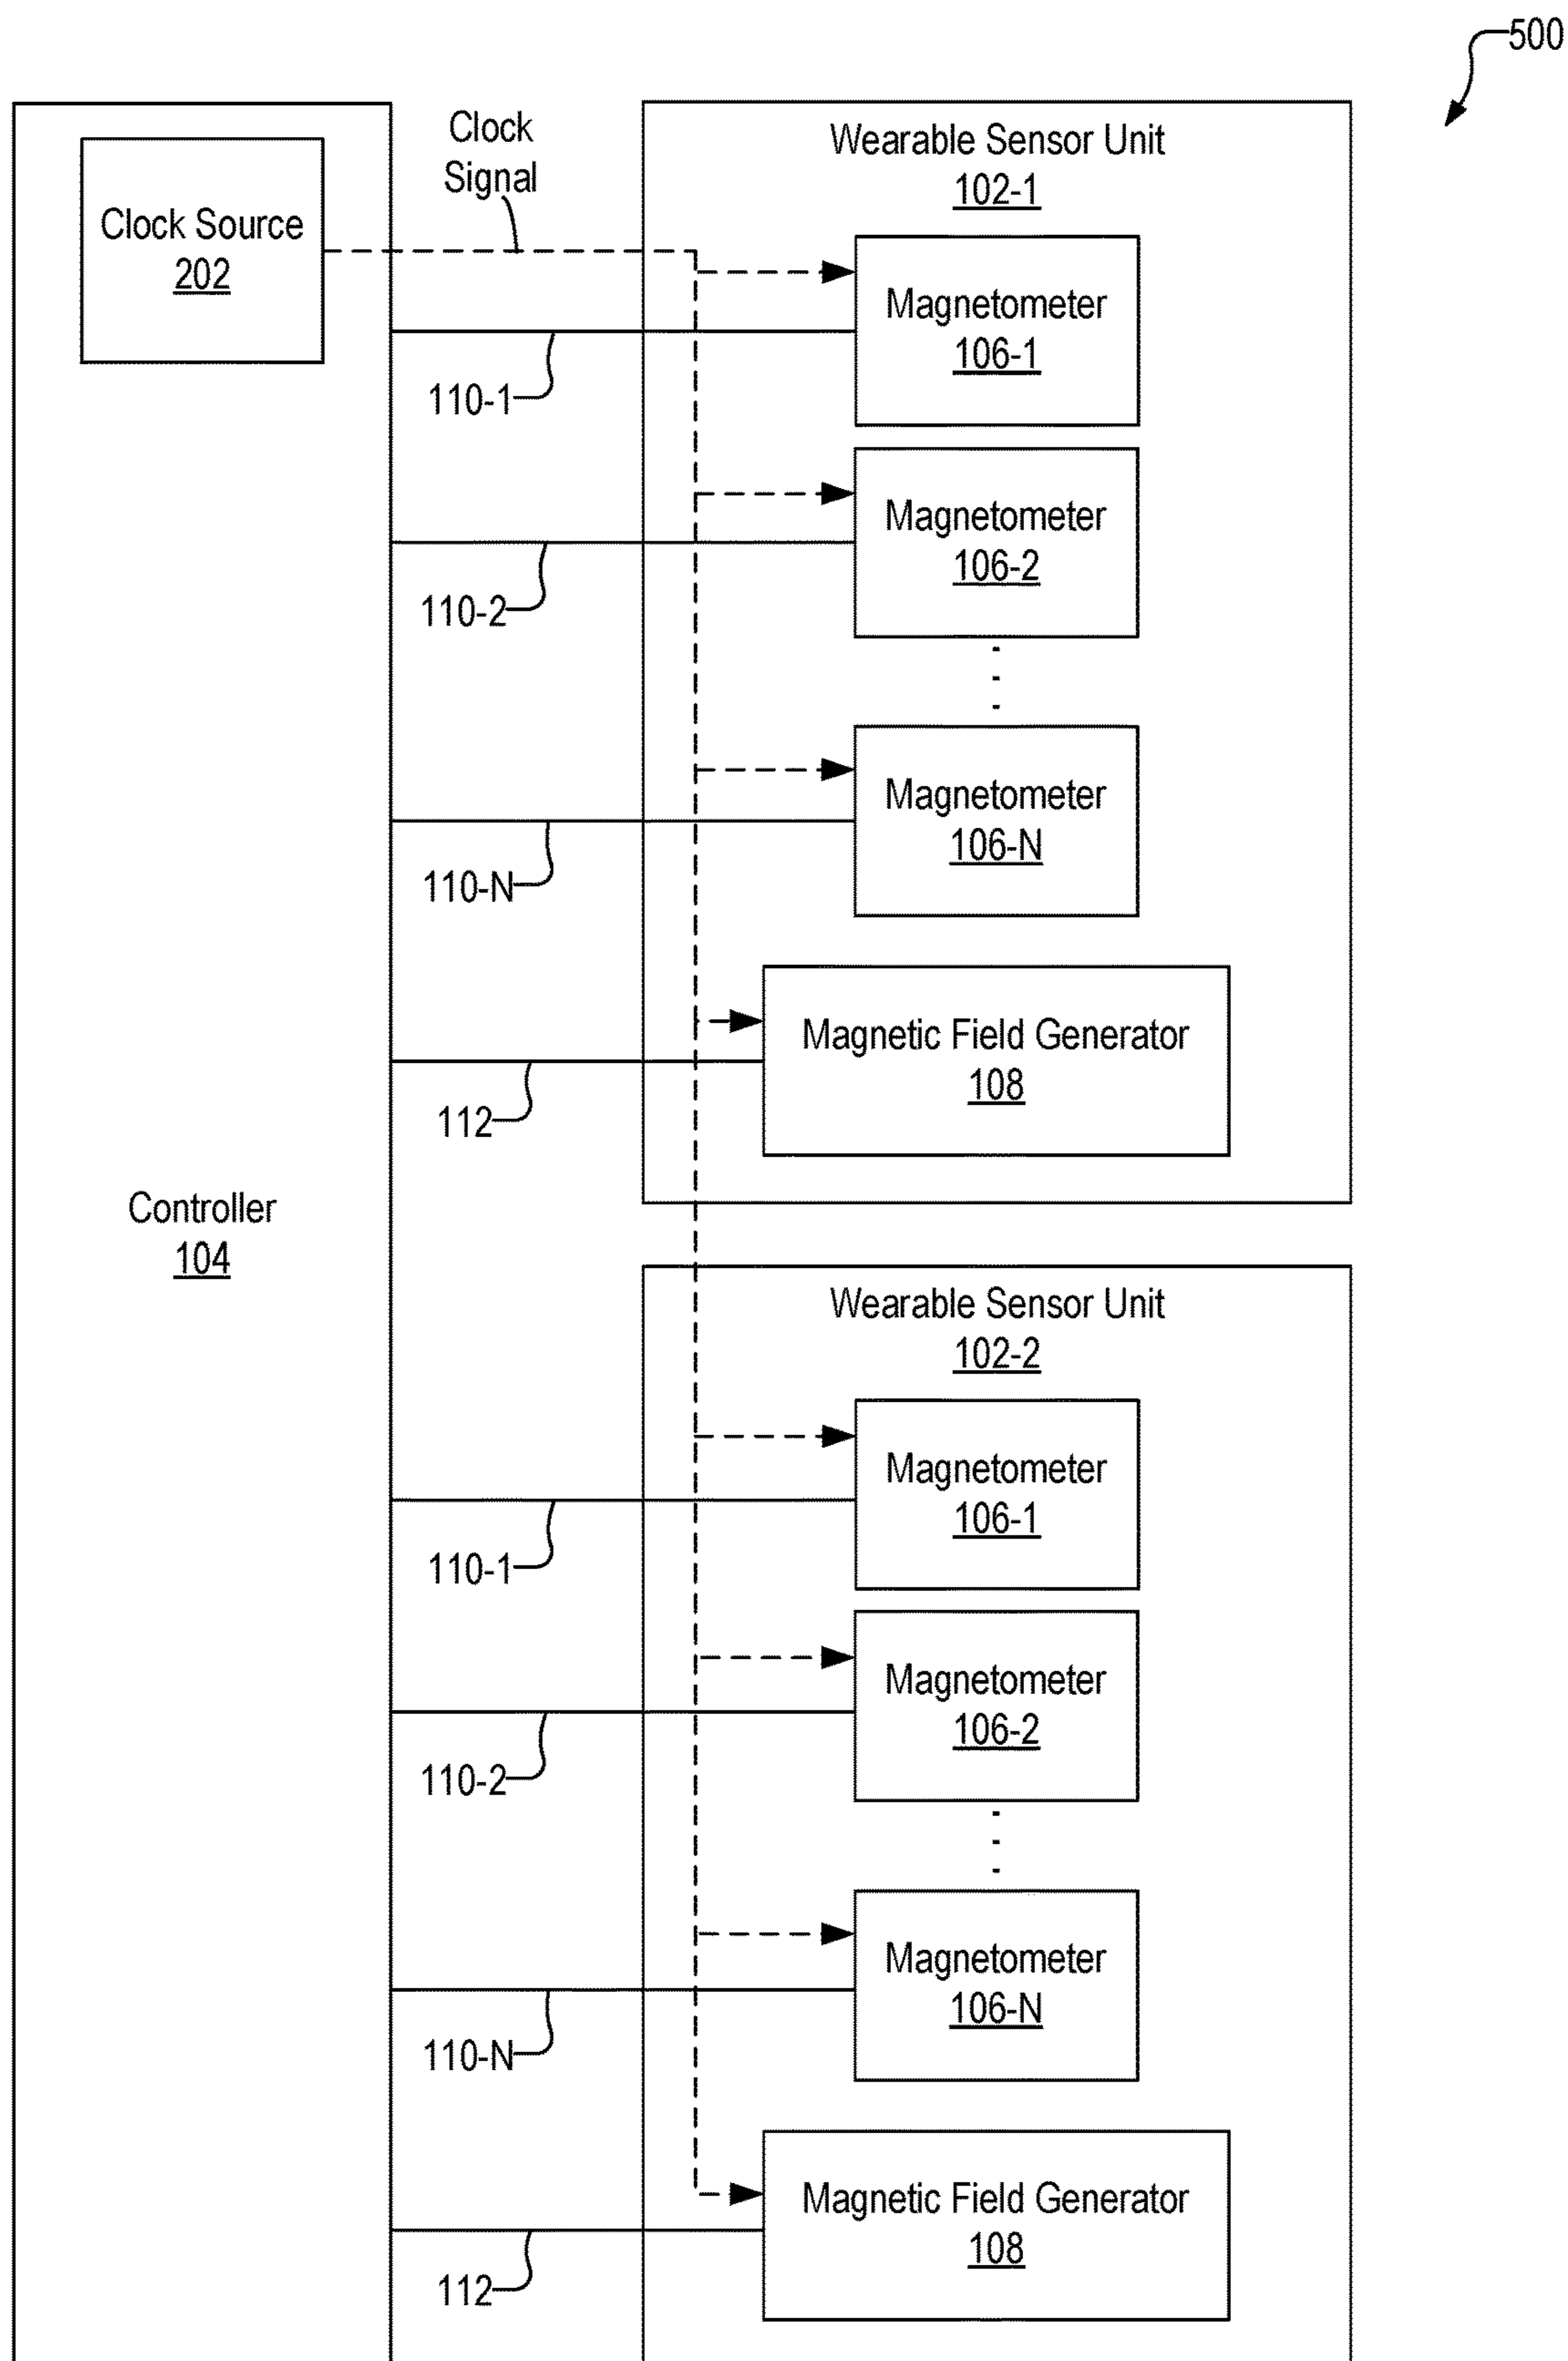 500
Clock
Signal
Clock Source
202
Wearable Sensor Unit
102-1
Magnetometer
106-1
110-1
Magnetometer
106-2
110-2
Magnetometer
106-N
110-N
Magnetic Field Generator
108
112
Controller
104
Wearable Sensor Unit
102-2
Magnetometer
106-1
110-1
Magnetometer
106-2
110-2
Magnetometer
106-N
110-N
Magnetic Field Generator
108
112